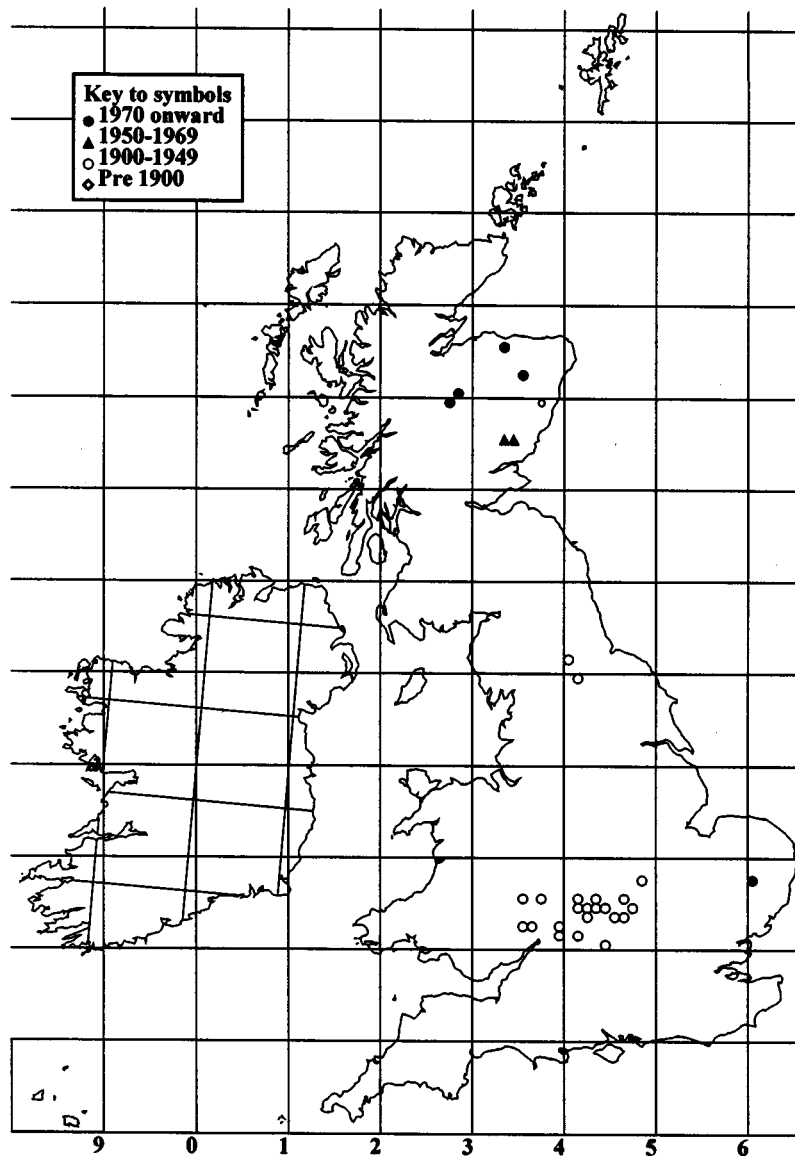 Key to symbols
● 1970 onward
▲ 1950-1969
○ 1900-1949
◇ Pre 1900
9 0 1 2 3 4 5 6